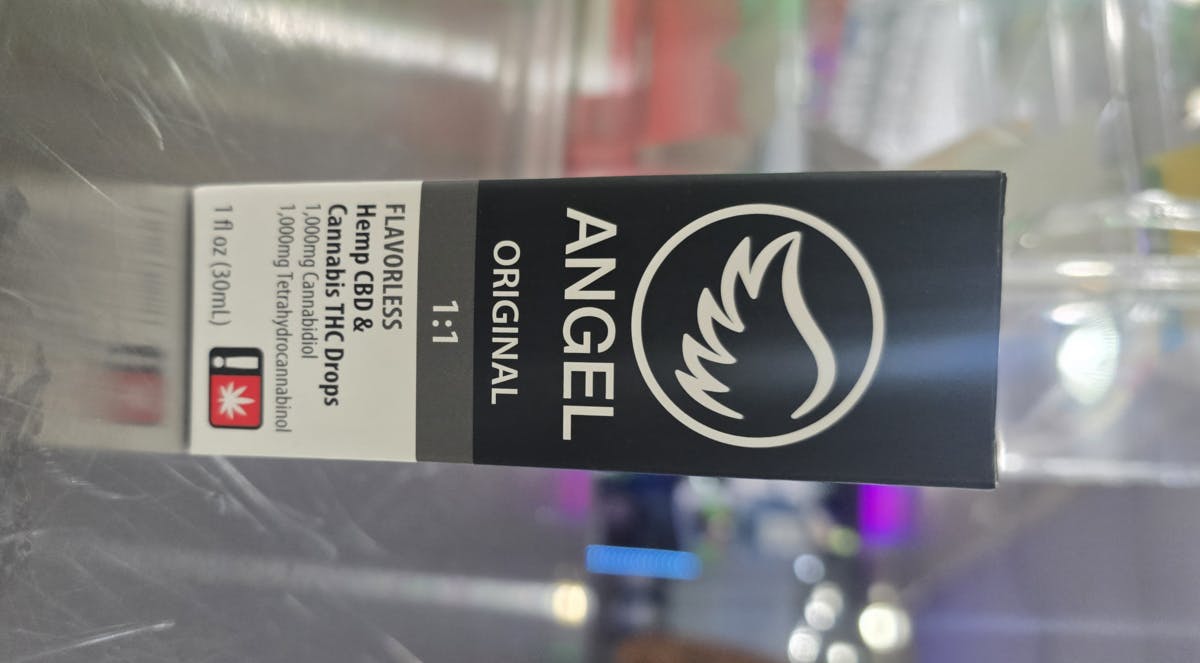 ANGEL
ORIGINAL
1:1
FLAVORLESS
Hemp CBD &
Cannabis THC Drops
1,000mg Cannabidiol
1,000mg Tetrahydrocannabinol
1 fl oz (30mL)
!